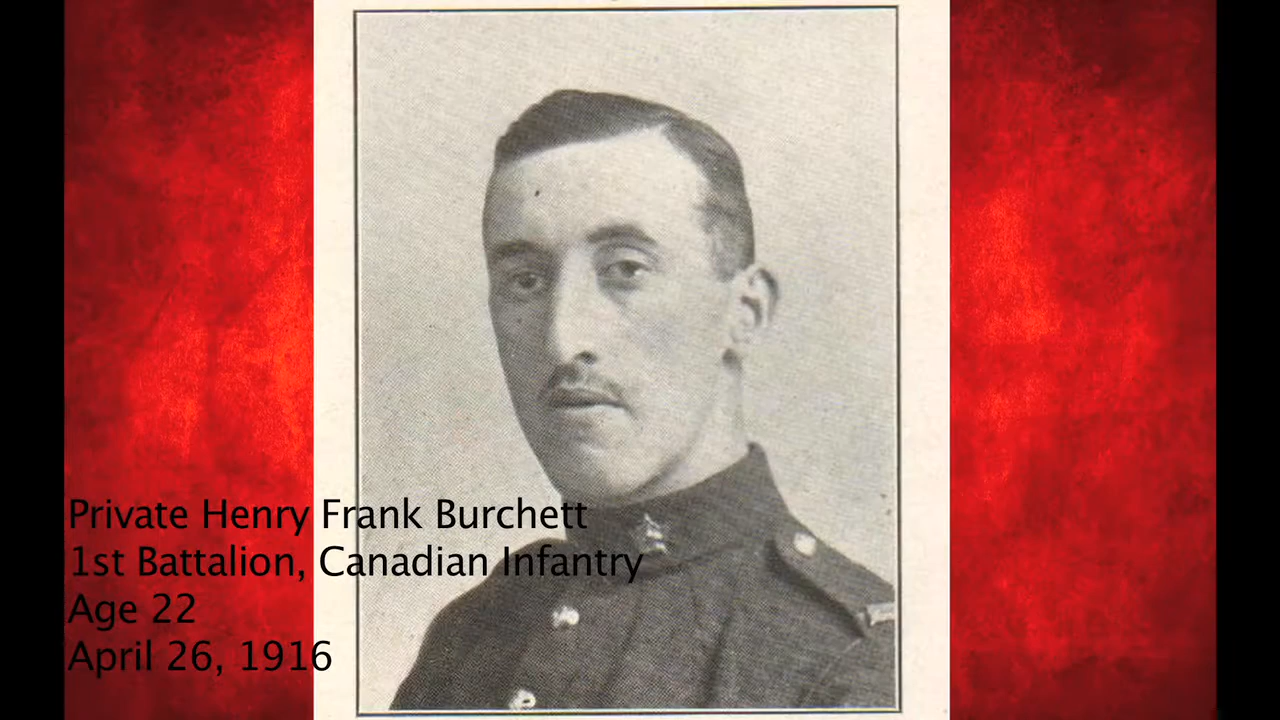 Private Henry Frank Burchett
1st Battalion, Canadian Infantry
Age 22
April 26, 1916